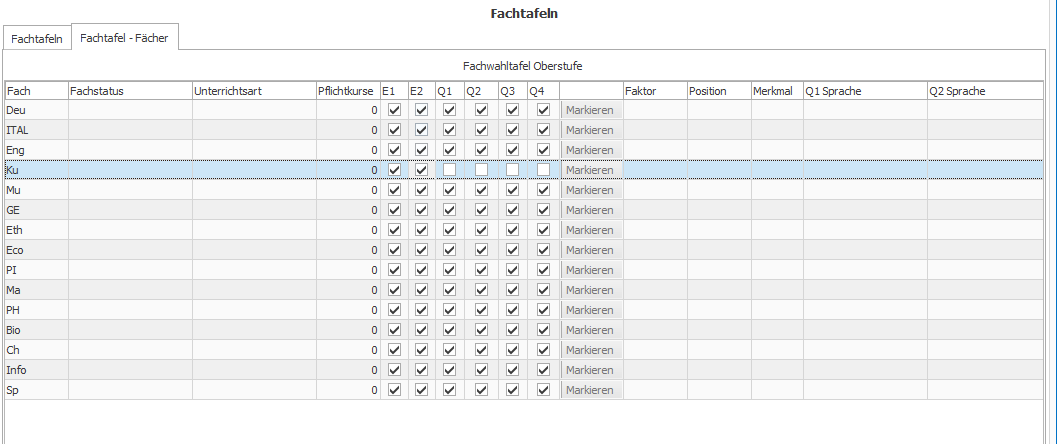 Fachtafeln
Fachtafeln Fachtafel - Fächer
Fachwahltafel Oberstufe
Fach Fachstatus Unterrichtsart Pflichtkurse E1 E2 Q1 Q2 Q3 Q4 Faktor Position Merkmal Q1 Sprache Q2 Sprache
Deu 0 Markieren
ITAL 0 Markieren
Eng 0 Markieren
Ku 0 Markieren
Mu 0 Markieren
GE 0 Markieren
Eth 0 Markieren
Eco 0 Markieren
PI 0 Markieren
Ma 0 Markieren
PH 0 Markieren
Bio 0 Markieren
Ch 0 Markieren
Info 0 Markieren
Sp 0 Markieren